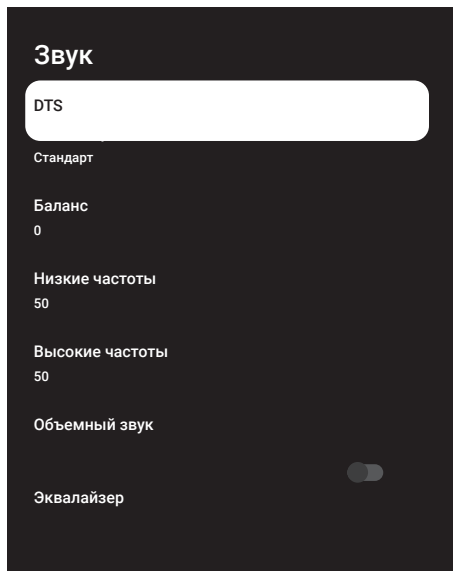 Звук
DTS
Стандарт
Баланс
0
Низкие частоты
50
Высокие частоты
50
Объемный звук
Эквалайзер